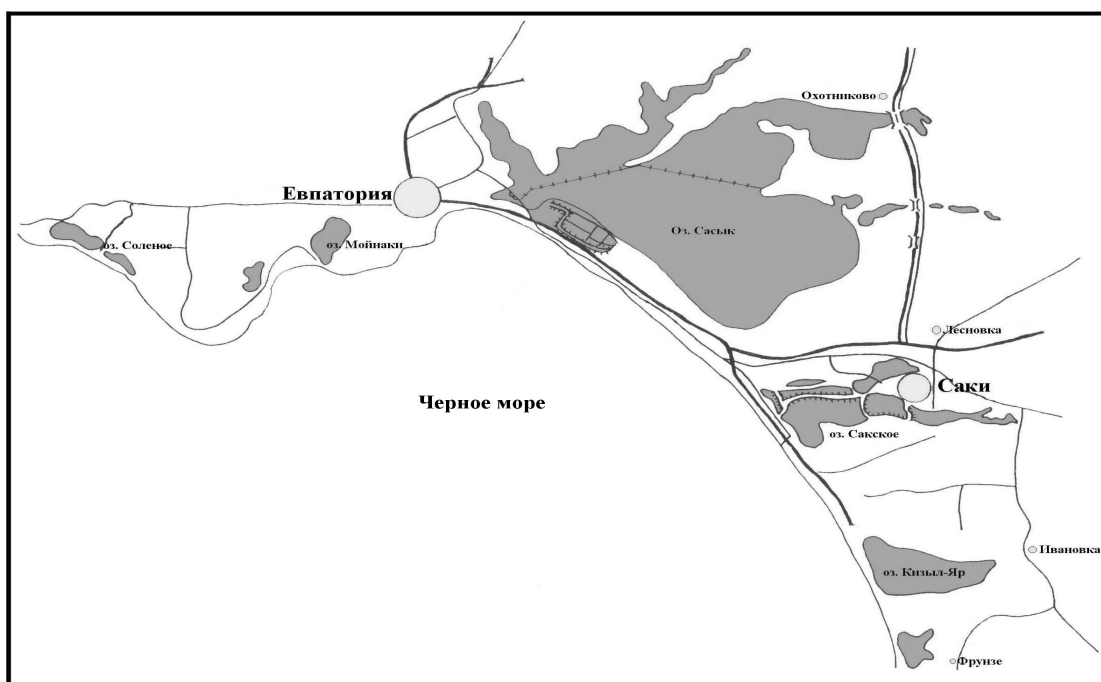 Охотниково
Евпатория
оз. Соленое
оз. Мойнаки
Оз. Сасык
Лесновка
Саки
Черное море
оз. Сакское
Ивановка
оз. Кизыл-Яр
Фрунзе